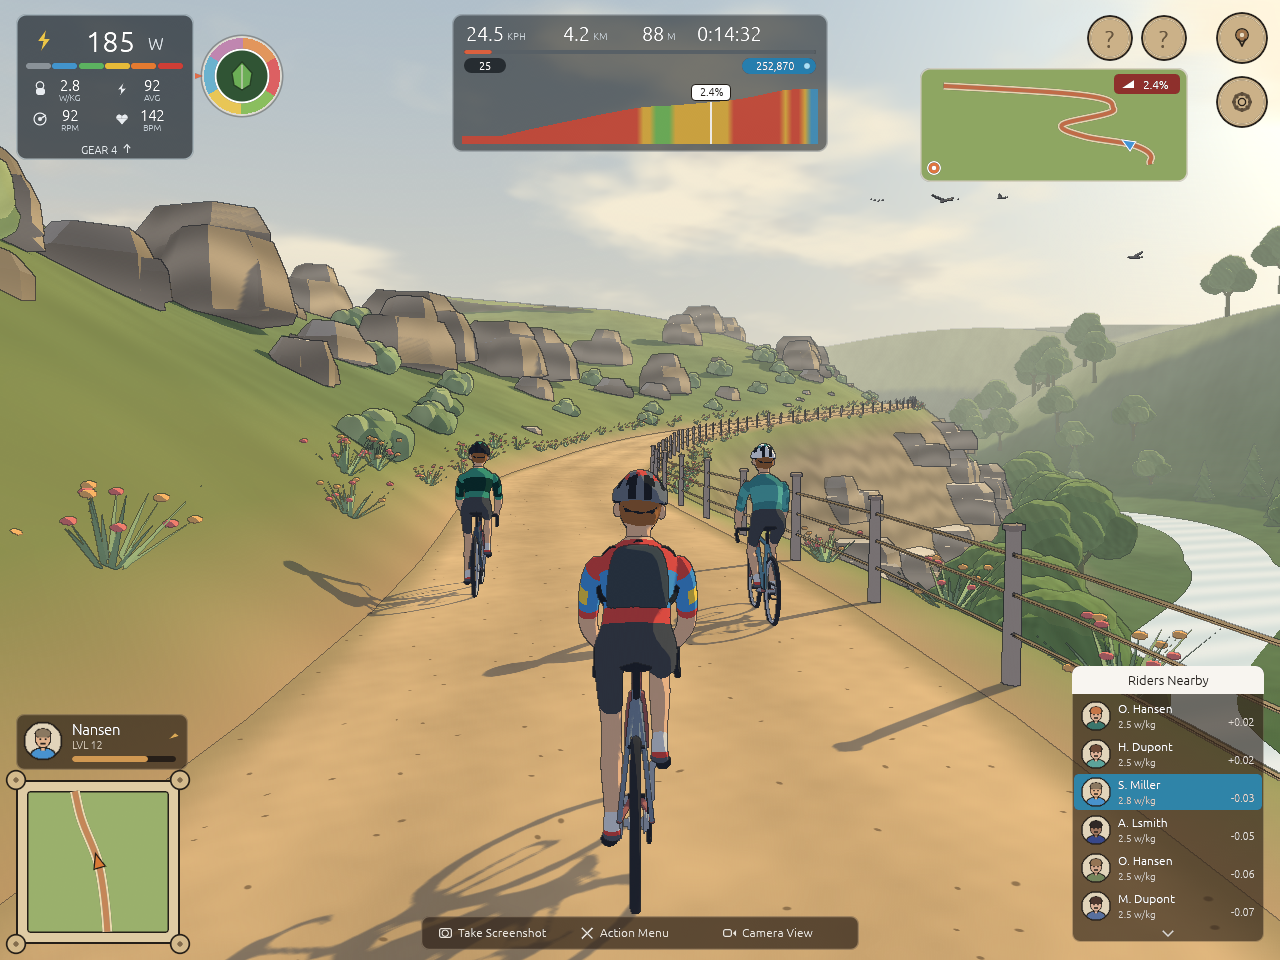 185 W
2.8 W/KG
92 AVG
92 RPM
142 BPM
GEAR 4
24.5 KPH 4.2 KM 88 M 0:14:32
25
252,870
2.4%
? ?
2.4%
Nansen
LVL 12
Riders Nearby
O. Hansen
2.5 w/kg +0.02
H. Dupont
2.5 w/kg +0.02
S. Miller
2.8 w/kg -0.03
A. Lsmith
2.5 w/kg -0.05
O. Hansen
2.5 w/kg -0.06
M. Dupont
2.5 w/kg -0.07
Take Screenshot Action Menu Camera View